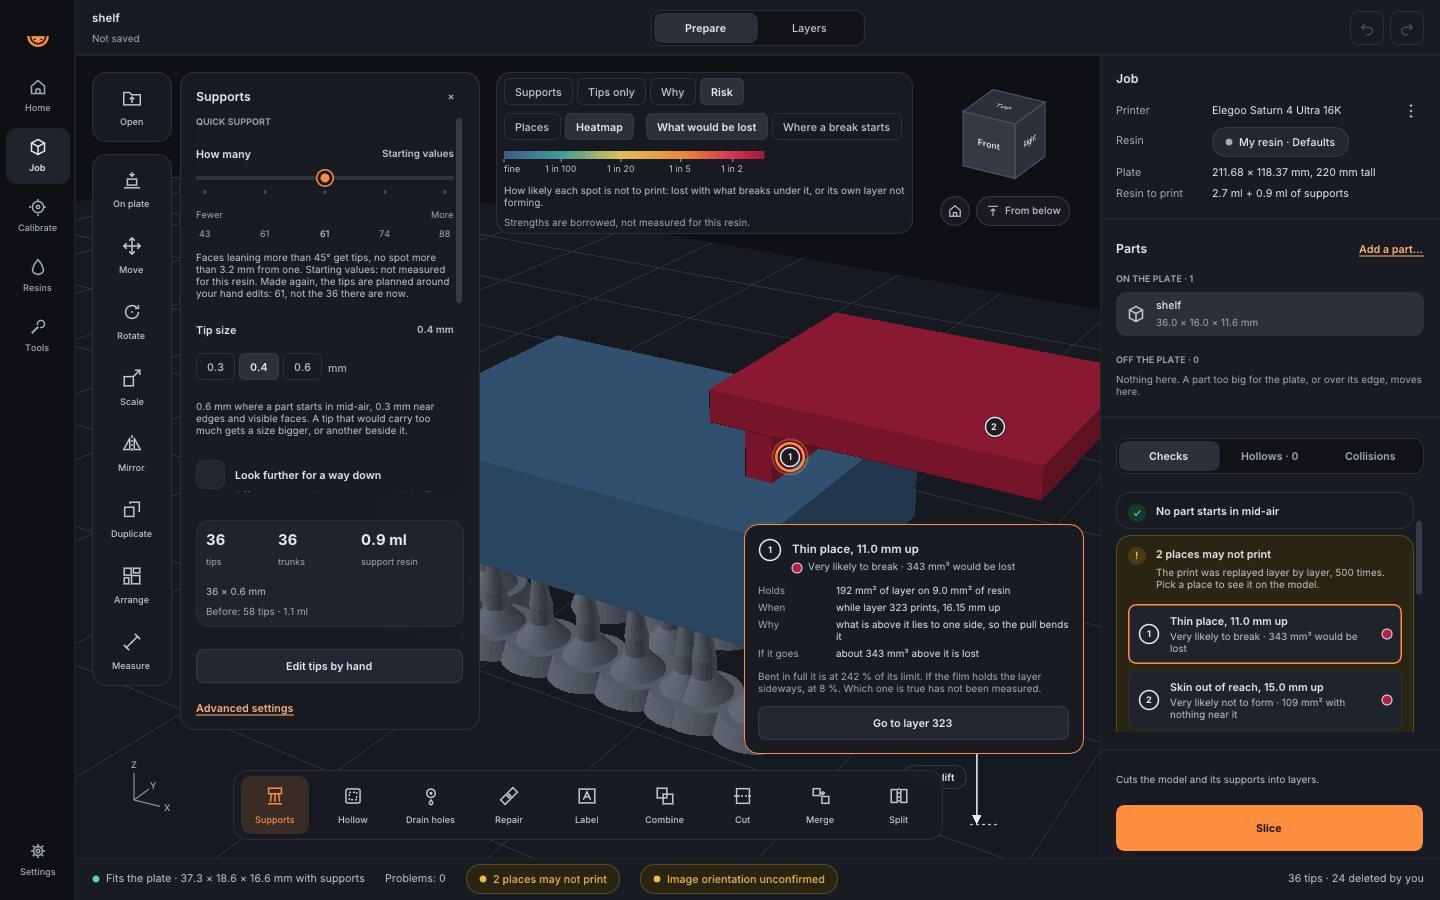 shelf
Not saved
Prepare
Layers
Home
Job
Calibrate
Resins
Tools
Settings
Open
On plate
Move
Rotate
Scale
Mirror
Duplicate
Arrange
Measure
Supports
×
QUICK SUPPORT
How many
Starting values
Fewer
More
43 61 61 74 88
Faces leaning more than 45° get tips, no spot more
than 3.2 mm from one. Starting values: not measured
for this resin. Made again, the tips are planned around
your hand edits: 61, not the 36 there are now.
Tip size
0.4 mm
0.3 0.4 0.6 mm
0.6 mm where a part starts in mid-air, 0.3 mm near
edges and visible faces. A tip that would carry too
much gets a size bigger, or another beside it.
Look further for a way down
36 36 0.9 ml
tips trunks support resin
36 × 0.6 mm
Before: 58 tips · 1.1 ml
Edit tips by hand
Advanced settings
Supports Tips only Why Risk
Places Heatmap What would be lost Where a break starts
fine 1 in 100 1 in 20 1 in 5 1 in 2
How likely each spot is not to print: lost with what breaks under it, or its own layer not
forming.
Strengths are borrowed, not measured for this resin.
Top
Front
Right
From below
2
1
1
Thin place, 11.0 mm up
Very likely to break · 343 mm³ would be lost
Holds 192 mm² of layer on 9.0 mm² of resin
When while layer 323 prints, 16.15 mm up
Why what is above it lies to one side, so the pull bends
it
If it goes about 343 mm³ above it is lost
Bent in full it is at 242 % of its limit. If the film holds the layer
sideways, at 8 %. Which one is true has not been measured.
Go to layer 323
lift
Z
Y
X
Supports
Hollow
Drain holes
Repair
Label
Combine
Cut
Merge
Split
Job
Printer Elegoo Saturn 4 Ultra 16K
Resin My resin · Defaults
Plate 211.68 × 118.37 mm, 220 mm tall
Resin to print 2.7 ml + 0.9 ml of supports
Parts
Add a part...
ON THE PLATE · 1
shelf
36.0 × 16.0 × 11.6 mm
OFF THE PLATE · 0
Nothing here. A part too big for the plate, or over its edge, moves
here.
Checks
Hollows · 0
Collisions
No part starts in mid-air
! 2 places may not print
The print was replayed layer by layer, 500 times.
Pick a place to see it on the model.
1
Thin place, 11.0 mm up
Very likely to break · 343 mm³ would be
lost
2
Skin out of reach, 15.0 mm up
Very likely not to form · 109 mm² with
nothing near it
Cuts the model and its supports into layers.
Slice
Fits the plate · 37.3 × 18.6 × 16.6 mm with supports
Problems: 0
2 places may not print
Image orientation unconfirmed
36 tips · 24 deleted by you